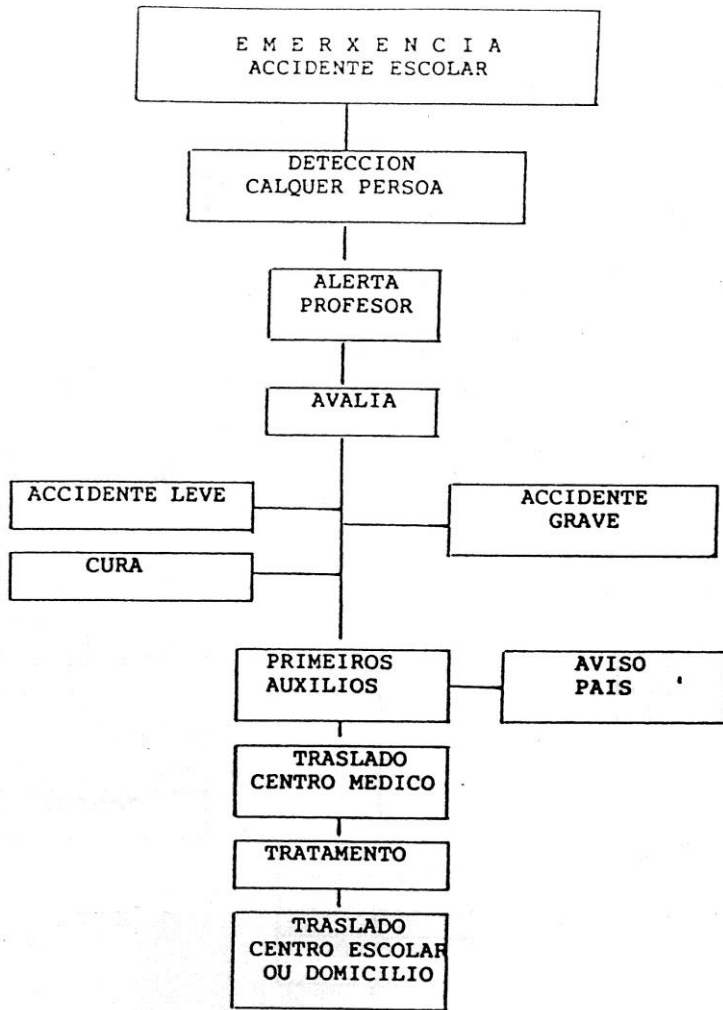 E M E R X E N C I A
ACCIDENTE ESCOLAR
DETECCION
CALQUER PERSOA
ALERTA
PROFESOR
AVALIA
ACCIDENTE LEVE
ACCIDENTE
GRAVE
CURA
PRIMEIROS
AUXILIOS
AVISO
PAIS
TRASLADO
CENTRO MEDICO
TRATAMENTO
TRASLADO
CENTRO ESCOLAR
OU DOMICILIO